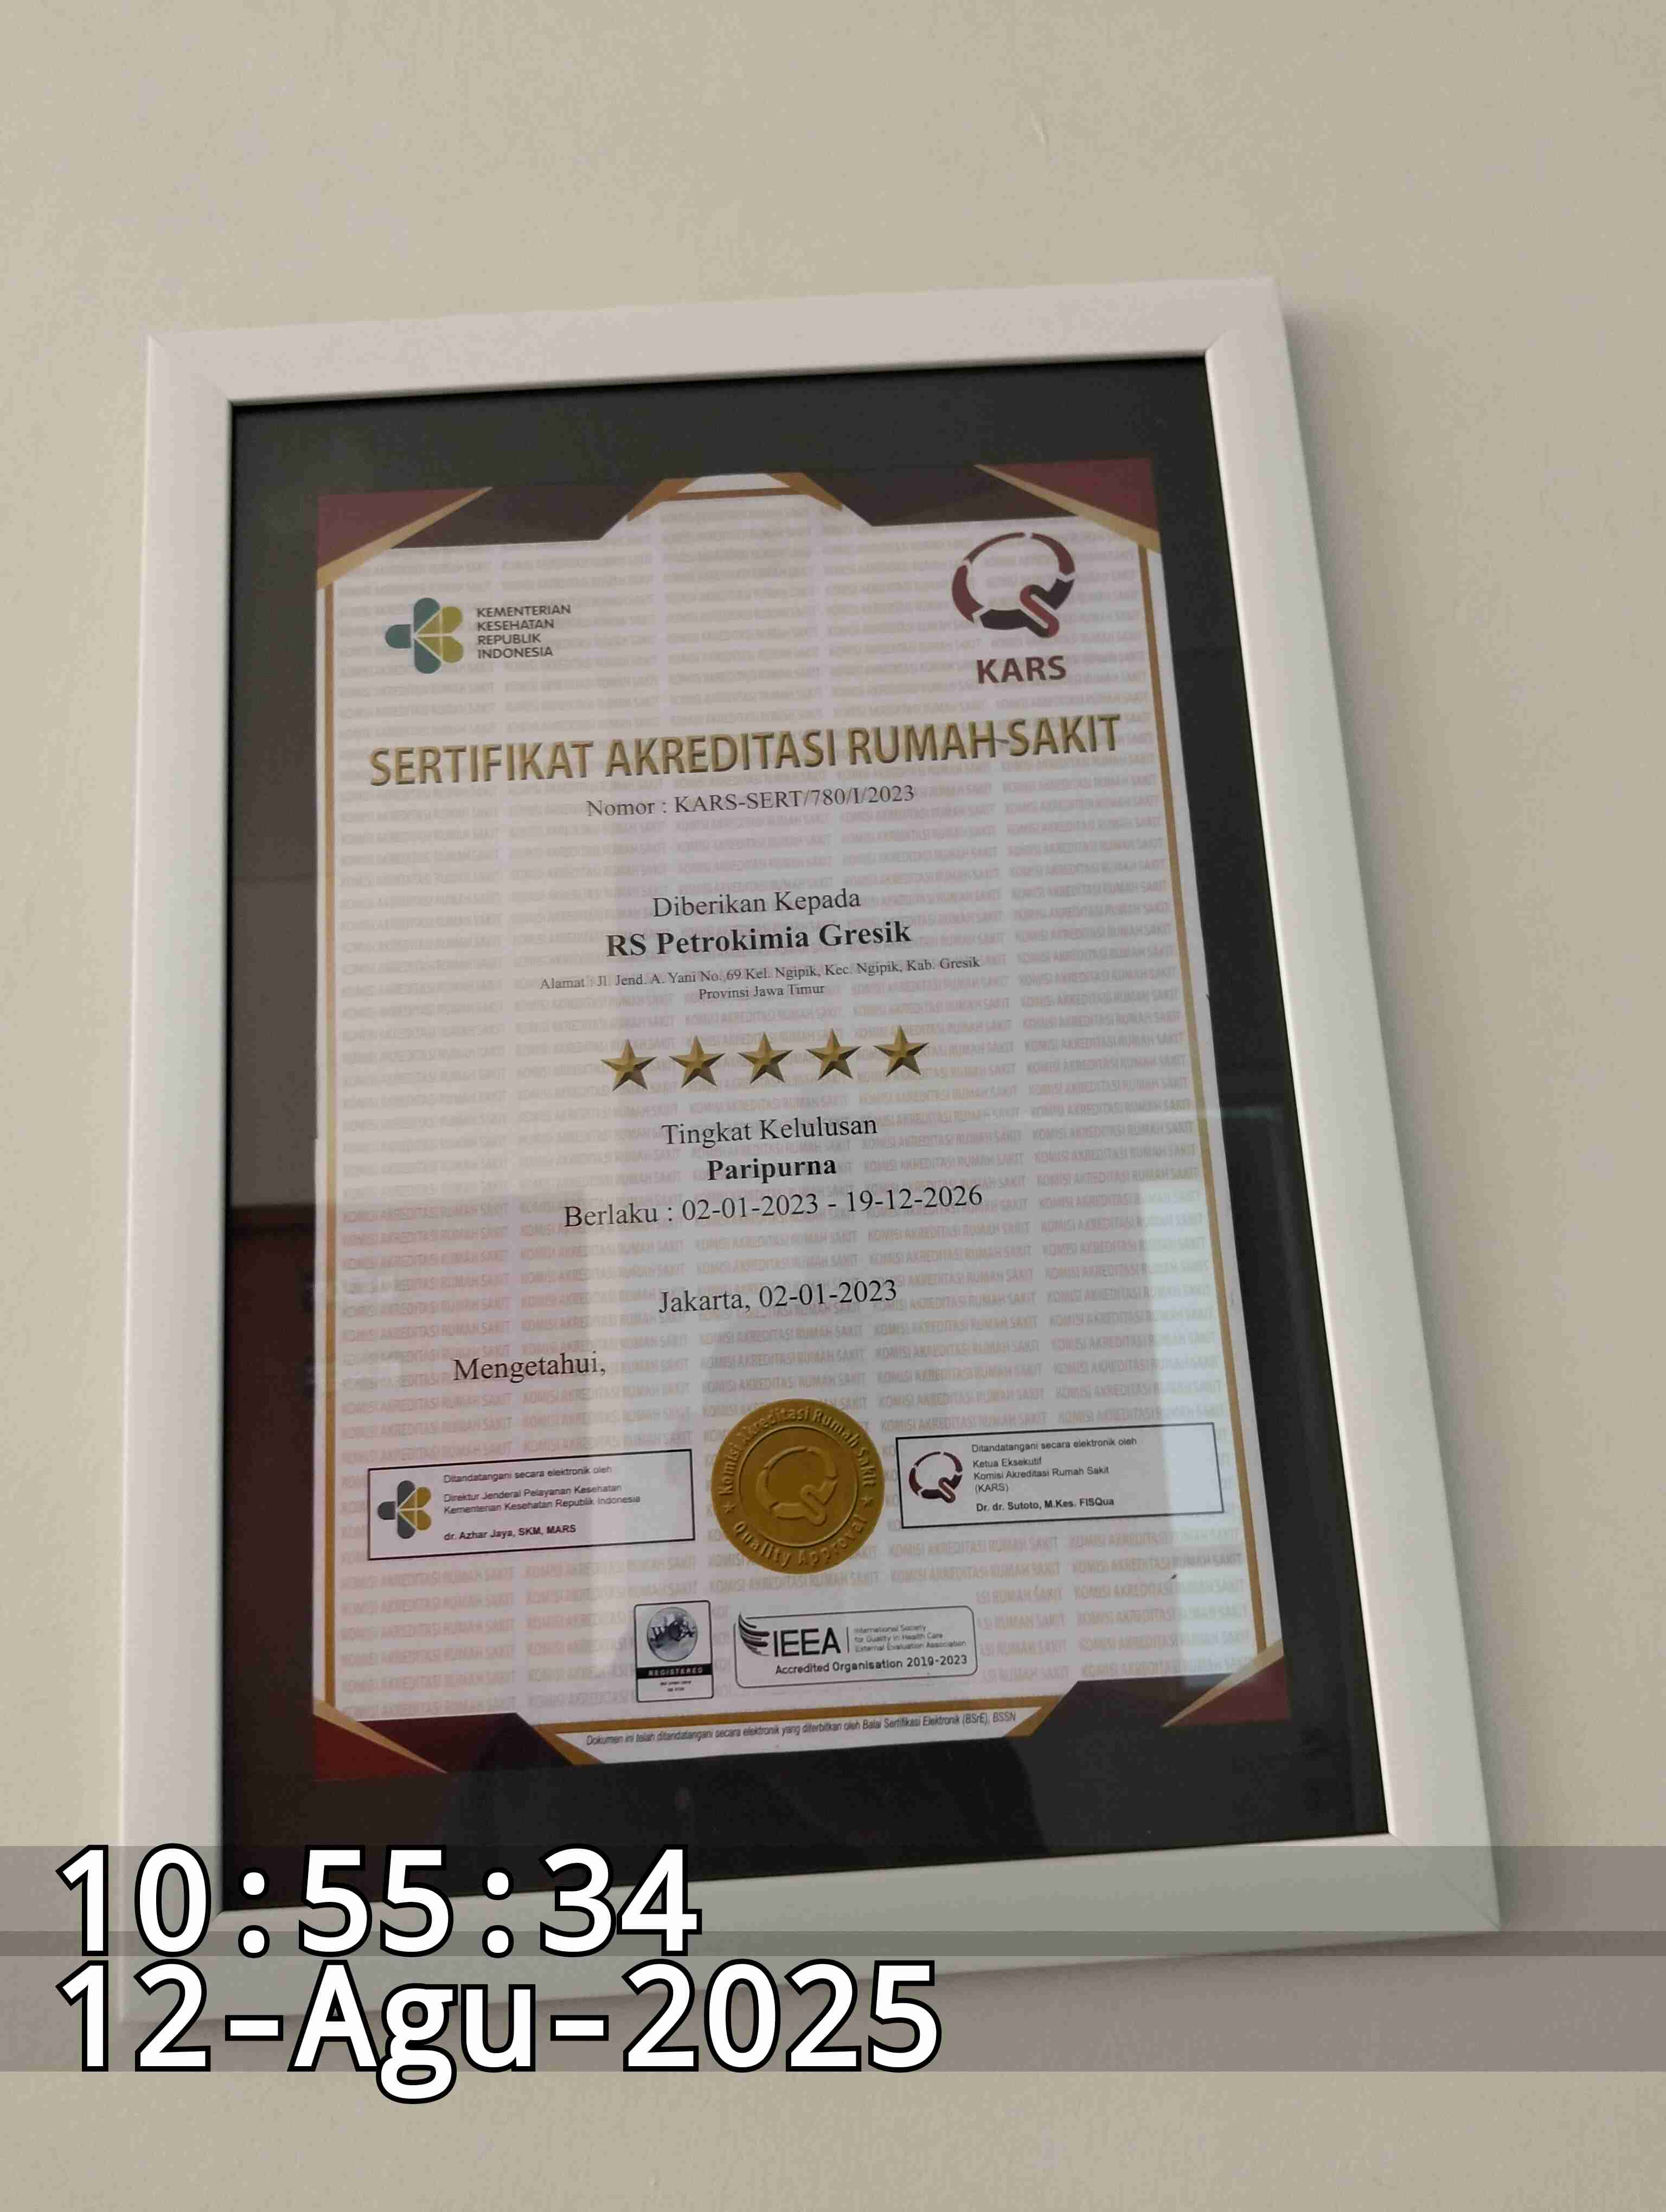 KEMENTERIAN
KESEHATAN
REPUBLIK
INDONESIA
KARS
SERTIFIKAT AKREDITASI RUMAH SAKIT
Nomor : KARS-SERT/780/I/2023
Diberikan Kepada
RS Petrokimia Gresik
Alamat : Jl. Jend. A. Yani No. 69 Kel. Ngipik, Kec. Ngipik, Kab. Gresik
Provinsi Jawa Timur
Tingkat Kelulusan
Paripurna
Berlaku : 02-01-2023 - 19-12-2026
Jakarta, 02-01-2023
Mengetahui,
Ditandatangani secara elektronik oleh
Direktur Jenderal Pelayanan Kesehatan
Kementerian Kesehatan Republik Indonesia
dr. Azhar Jaya, SKM, MARS
Komisi Akreditasi Rumah Sakit
Quality Approval
Ditandatangani secara elektronik oleh
Ketua Eksekutif
Komisi Akreditasi Rumah Sakit
(KARS)
Dr. dr. Sutoto, M.Kes. FISQua
REGISTERED
IEEA
International Society
for Quality in Health Care
External Evaluation Association
Accredited Organisation 2019-2023
Dokumen ini telah ditandatangani secara elektronik yang diterbitkan oleh Balai Sertifikasi Elektronik (BSrE), BSSN
10:55:34
12-Agu-2025